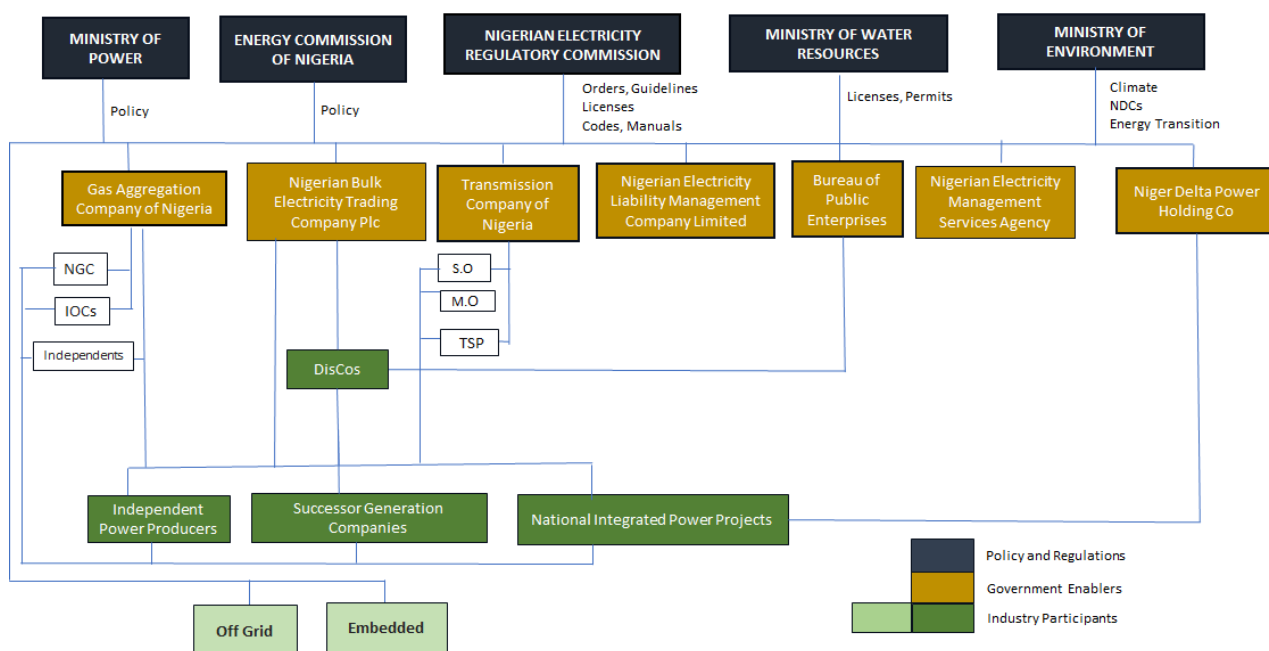 MINISTRY OF
POWER
ENERGY COMMISSION
OF NIGERIA
NIGERIAN ELECTRICITY
REGULATORY COMMISSION
MINISTRY OF WATER
RESOURCES
MINISTRY OF
ENVIRONMENT
Policy
Policy
Orders, Guidelines
Licenses
Codes, Manuals
Licenses, Permits
Climate
NDCs
Energy Transition
Gas Aggregation
Company of Nigeria
Nigerian Bulk
Electricity Trading
Company Plc
Transmission
Company of
Nigeria
Nigerian Electricity
Liability Management
Company Limited
Bureau of
Public
Enterprises
Nigerian Electricity
Management
Services Agency
Niger Delta Power
Holding Co
NGC
IOCs
Independents
S.O
M.O
TSP
DisCos
Independent
Power Producers
Successor Generation
Companies
National Integrated Power Projects
Off Grid
Embedded
Policy and Regulations
Government Enablers
Industry Participants